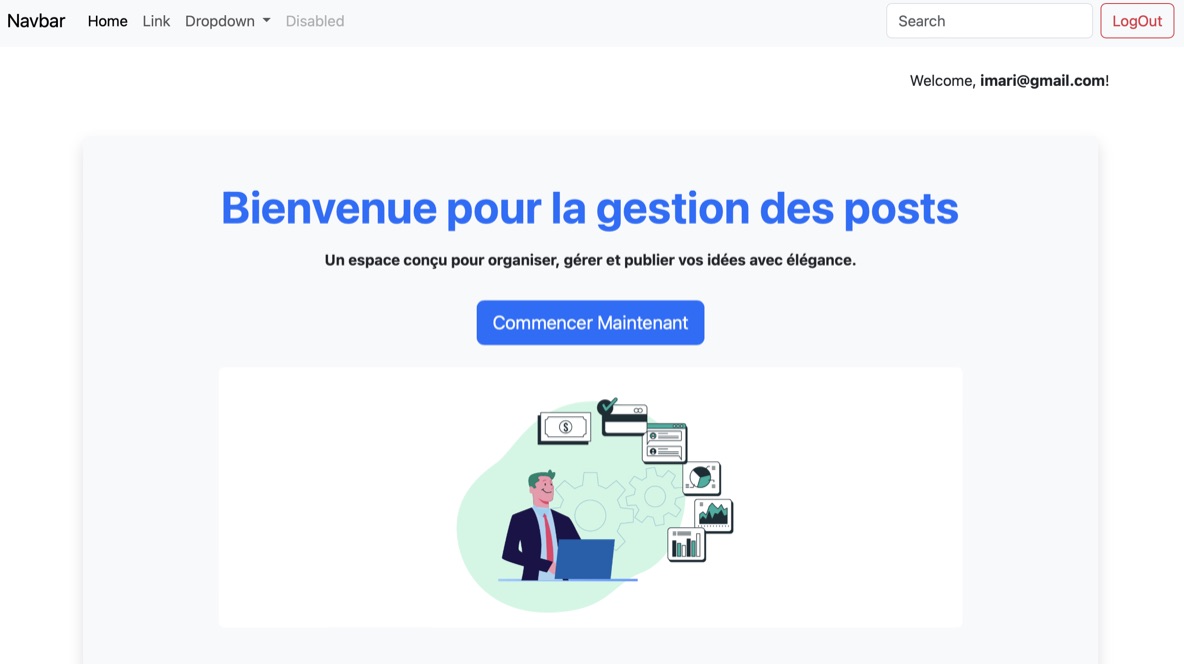 Navbar Home Link Dropdown Disabled Search LogOut
Welcome, imari@gmail.com!
Bienvenue pour la gestion des posts
Un espace conçu pour organiser, gérer et publier vos idées avec élégance.
Commencer Maintenant
$